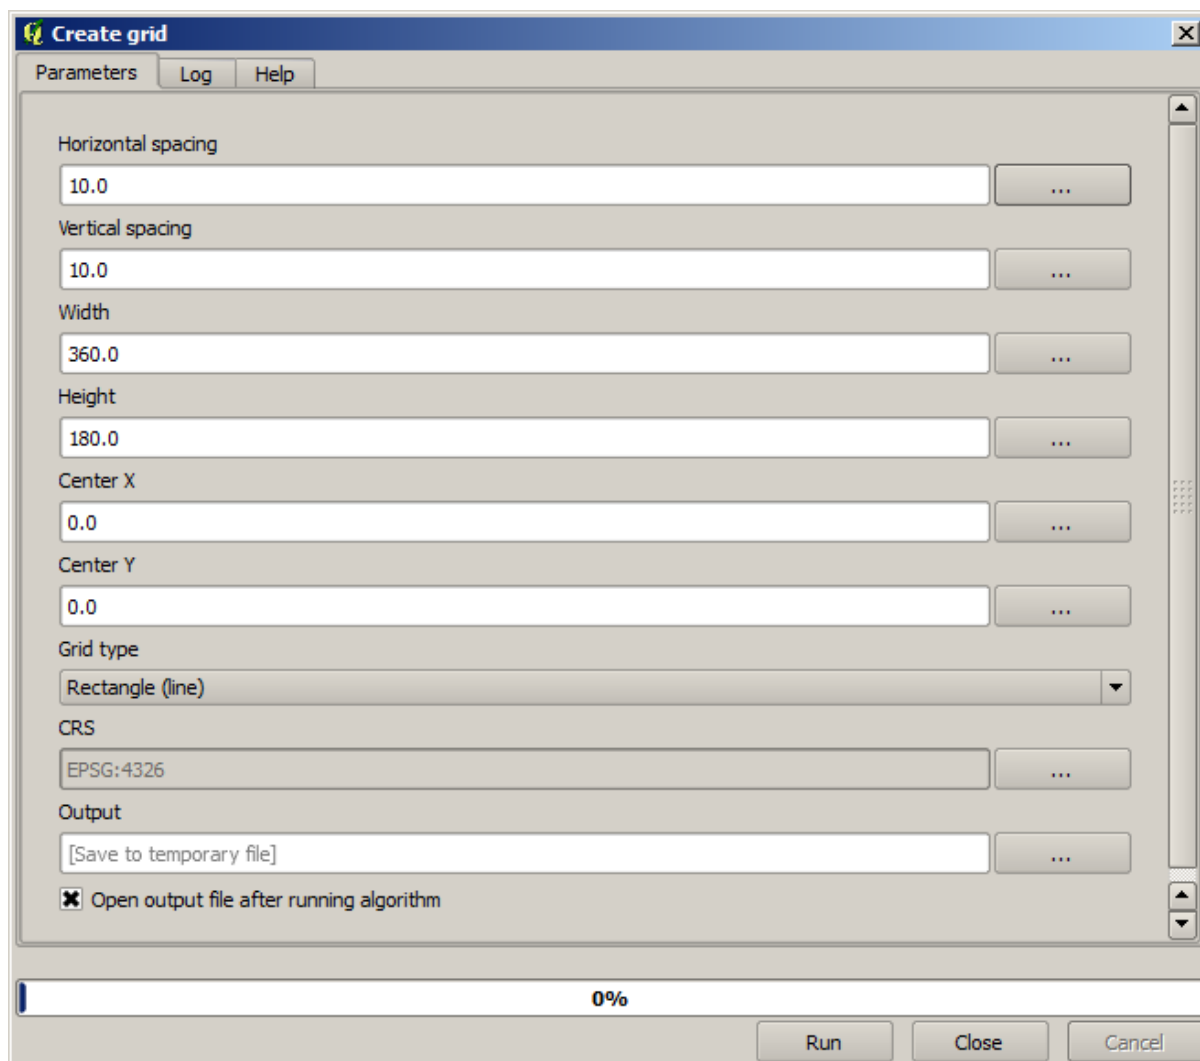 Create grid
Parameters Log Help
Horizontal spacing
10.0 ...
Vertical spacing
10.0 ...
Width
360.0 ...
Height
180.0 ...
Center X
0.0 ...
Center Y
0.0 ...
Grid type
Rectangle (line)
CRS
EPSG:4326 ...
Output
[Save to temporary file] ...
Open output file after running algorithm
0%
Run Close Cancel